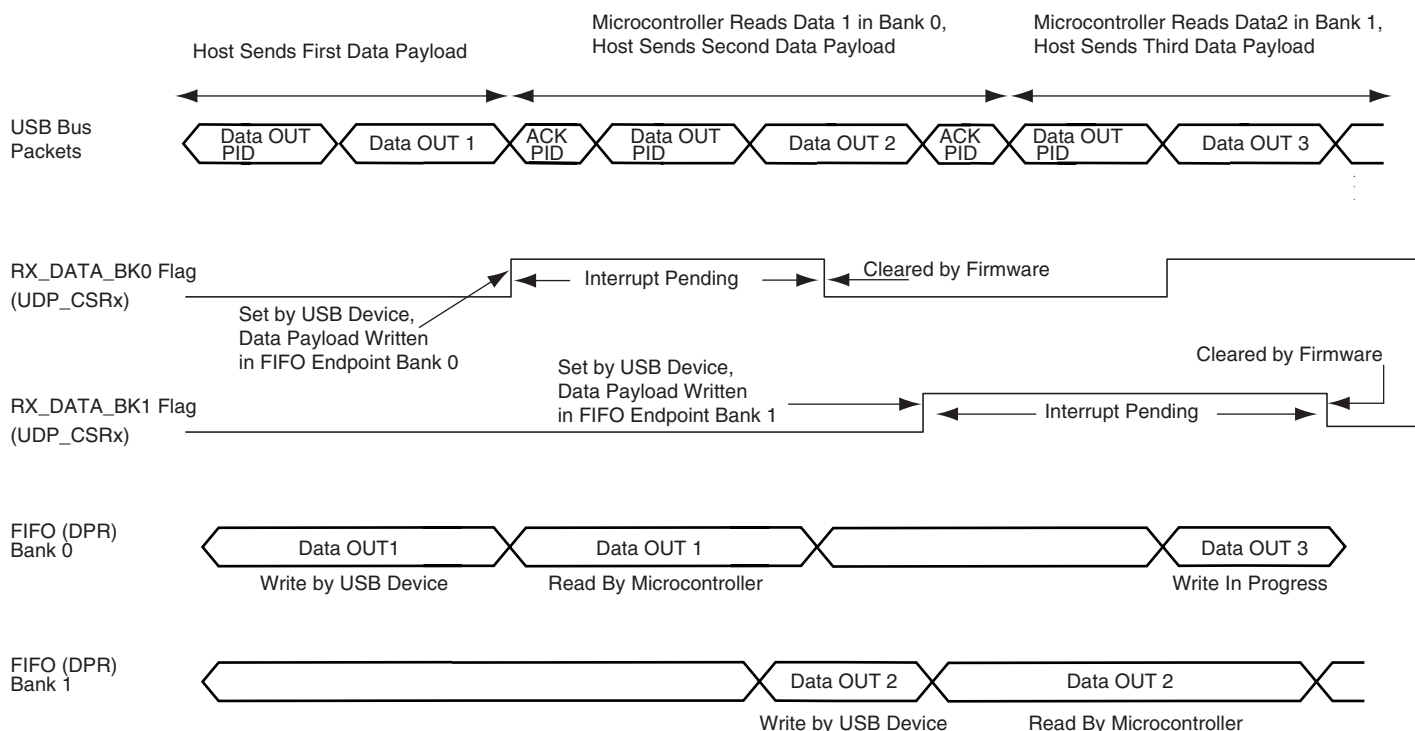 Microcontroller Reads Data 1 in Bank 0,
Host Sends Second Data Payload
Microcontroller Reads Data2 in Bank 1,
Host Sends Third Data Payload
Host Sends First Data Payload
USB Bus
Packets
Data OUT
PID
Data OUT 1
ACK
PID
Data OUT
PID
Data OUT 2
ACK
PID
Data OUT
PID
Data OUT 3
RX_DATA_BK0 Flag
(UDP_CSRx)
Interrupt Pending
Cleared by Firmware
Set by USB Device,
Data Payload Written
in FIFO Endpoint Bank 0
Cleared by Firmware
Set by USB Device,
Data Payload Written
in FIFO Endpoint Bank 1
RX_DATA_BK1 Flag
(UDP_CSRx)
Interrupt Pending
FIFO (DPR)
Bank 0
Data OUT1
Data OUT 1
Data OUT 3
Write by USB Device
Read By Microcontroller
Write In Progress
FIFO (DPR)
Bank 1
Data OUT 2
Data OUT 2
Write by USB Device
Read By Microcontroller